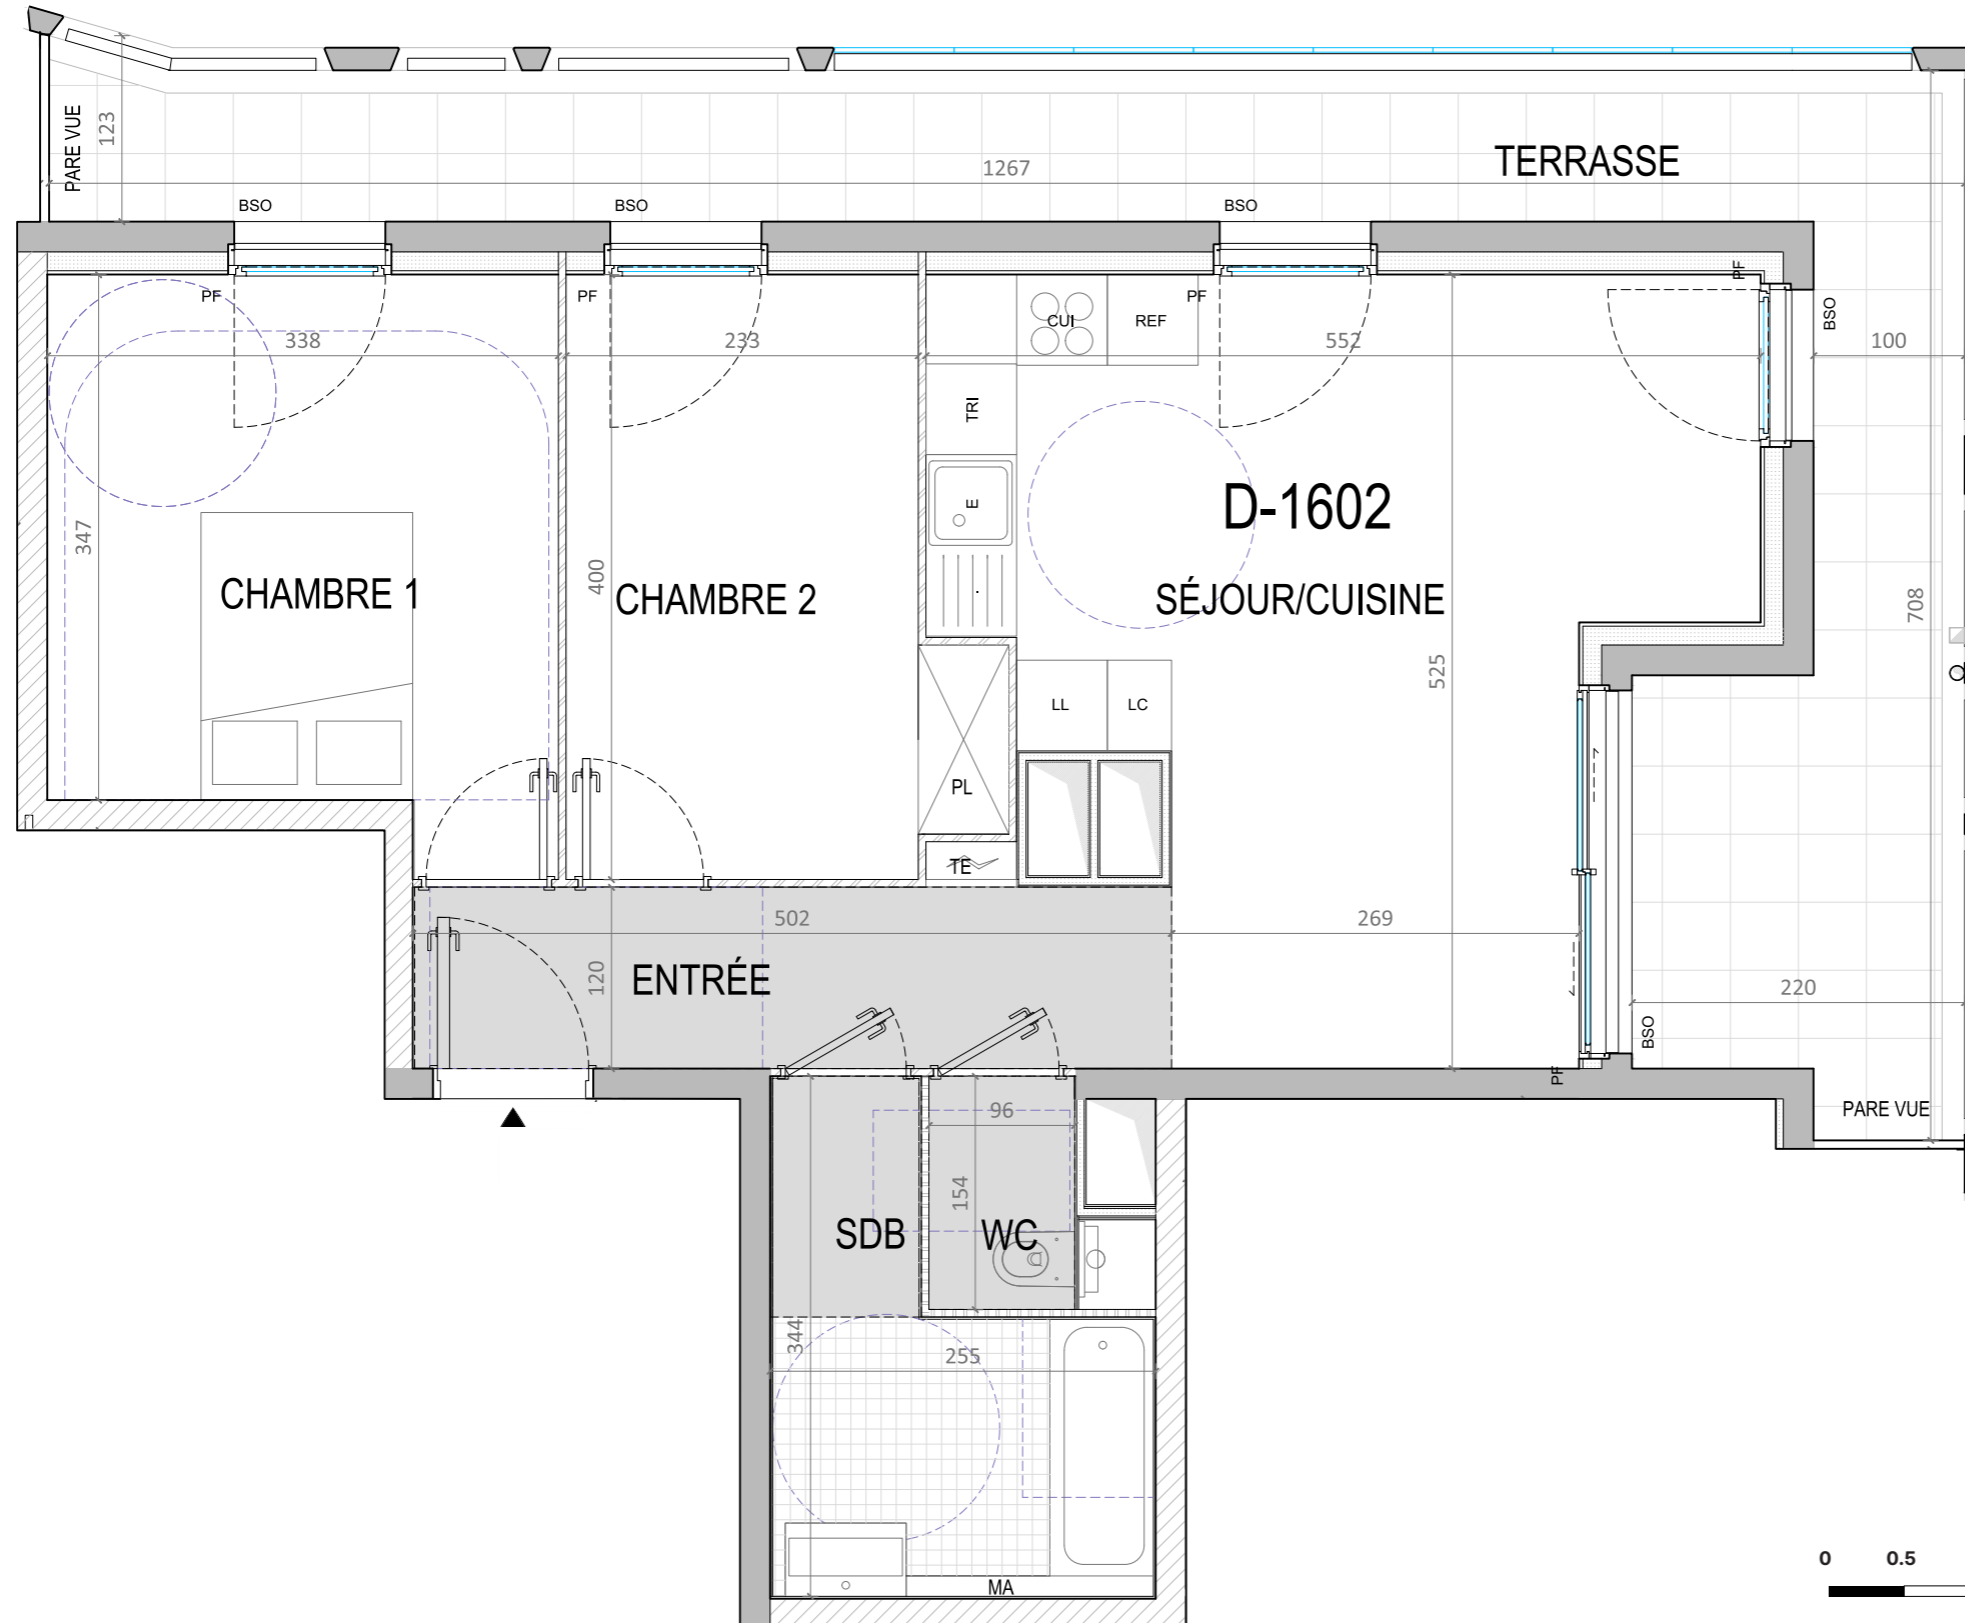 PARE VUE
123
1267
TERRASSE
BSO
BSO
BSO
PF
PF
PF
PF
BSO
CUI
REF
338
233
552
100
TRI
E
D-1602
347
400
CHAMBRE 1
CHAMBRE 2
SÉJOUR/CUISINE
708
525
LL
LC
PL
TE
502
269
120
ENTRÉE
220
BSO
PF
PARE VUE
96
154
SDB
WC
344
255
MA
0
0.5